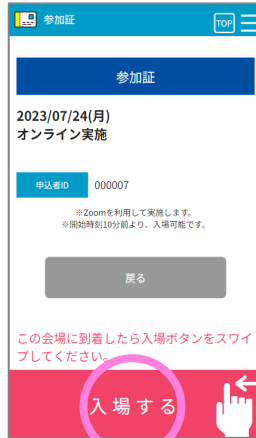 参加証
TOP
参加証
2023/07/24(月)
オンライン実施
申込者ID 000007
※Zoomを利用して実施します。
※開始時刻10分前より、入場可能です。
戻る
この会場に到着したら入場ボタンをスワイ
プしてください。
入場する